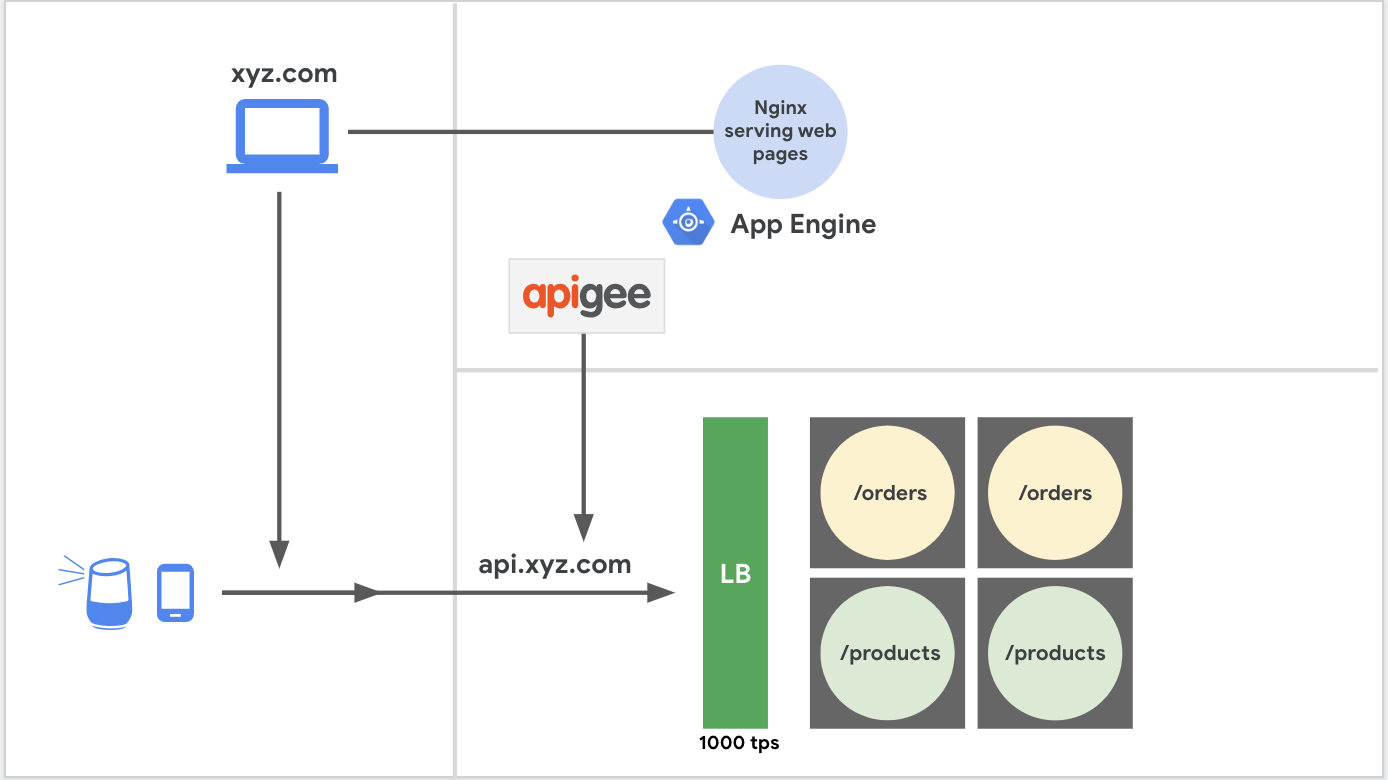 xyz.com
Nginx
serving web
pages
App Engine
apigee
api.xyz.com
LB
1000 tps
/orders
/orders
/products
/products